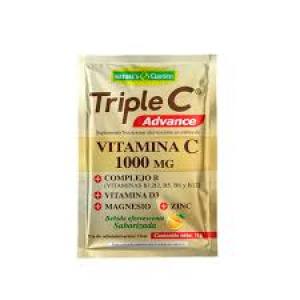 NATURE'S GARDEN
Triple C®
Advance
VITAMINA C
1000 MG
+ COMPLEJO B
(VITAMINAS B1, B2, B5, B6 y B12)
+ VITAMINA D3
+ MAGNESIO + ZINC
Bebida efervescente
Saborizada